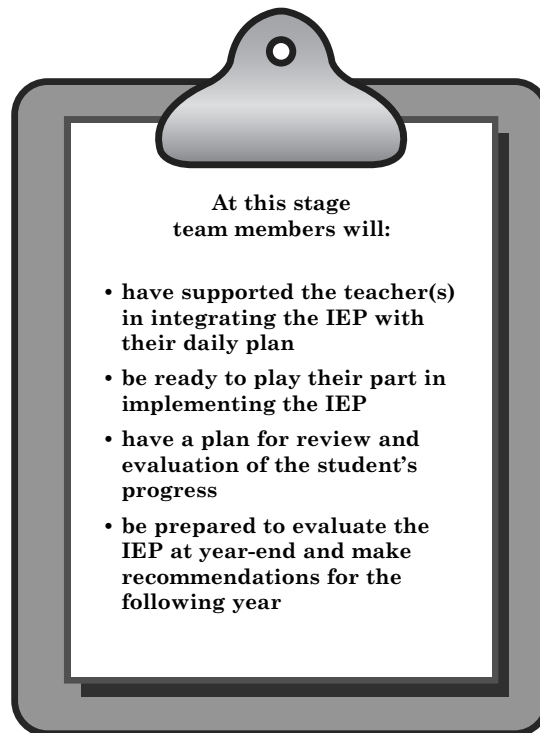 At this stage
team members will:
• have supported the teacher(s)
in integrating the IEP with
their daily plan
• be ready to play their part in
implementing the IEP
• have a plan for review and
evaluation of the student’s
progress
• be prepared to evaluate the
IEP at year-end and make
recommendations for the
following year